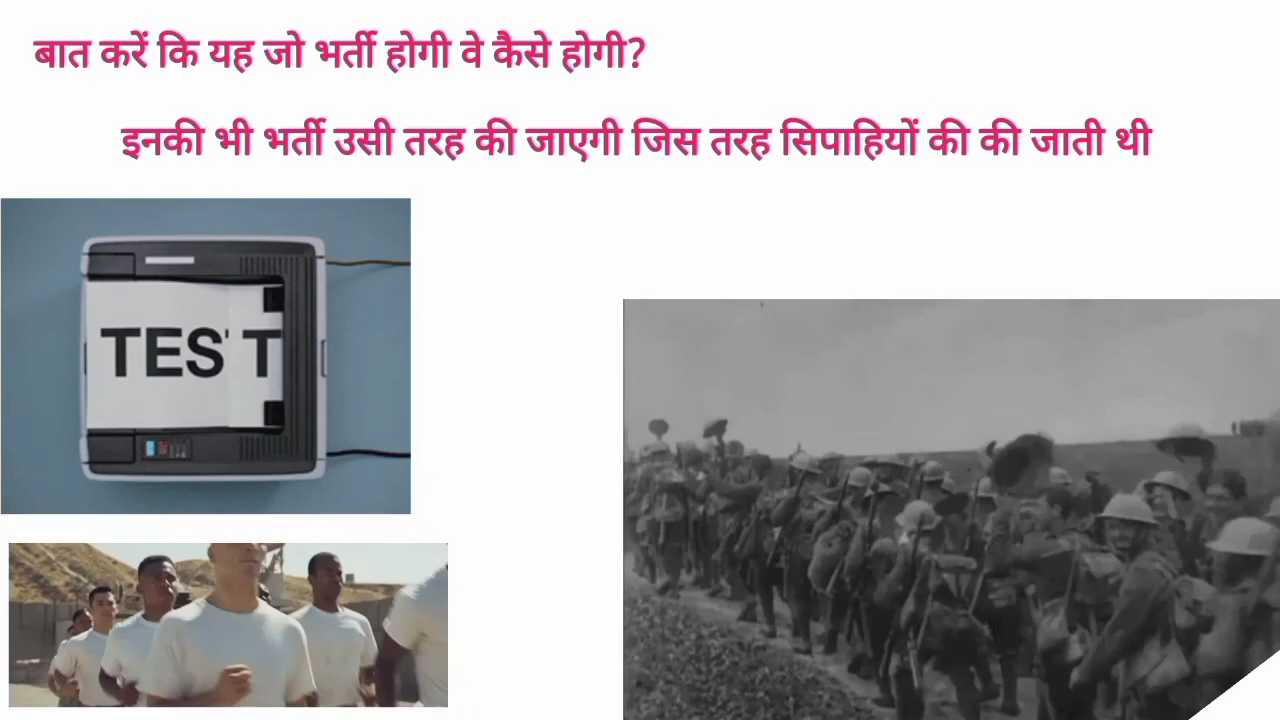 बात करें कि यह जो भर्ती होगी वे कैसे होगी?
इनकी भी भर्ती उसी तरह की जाएगी जिस तरह सिपाहियों की की जाती थी
TEST